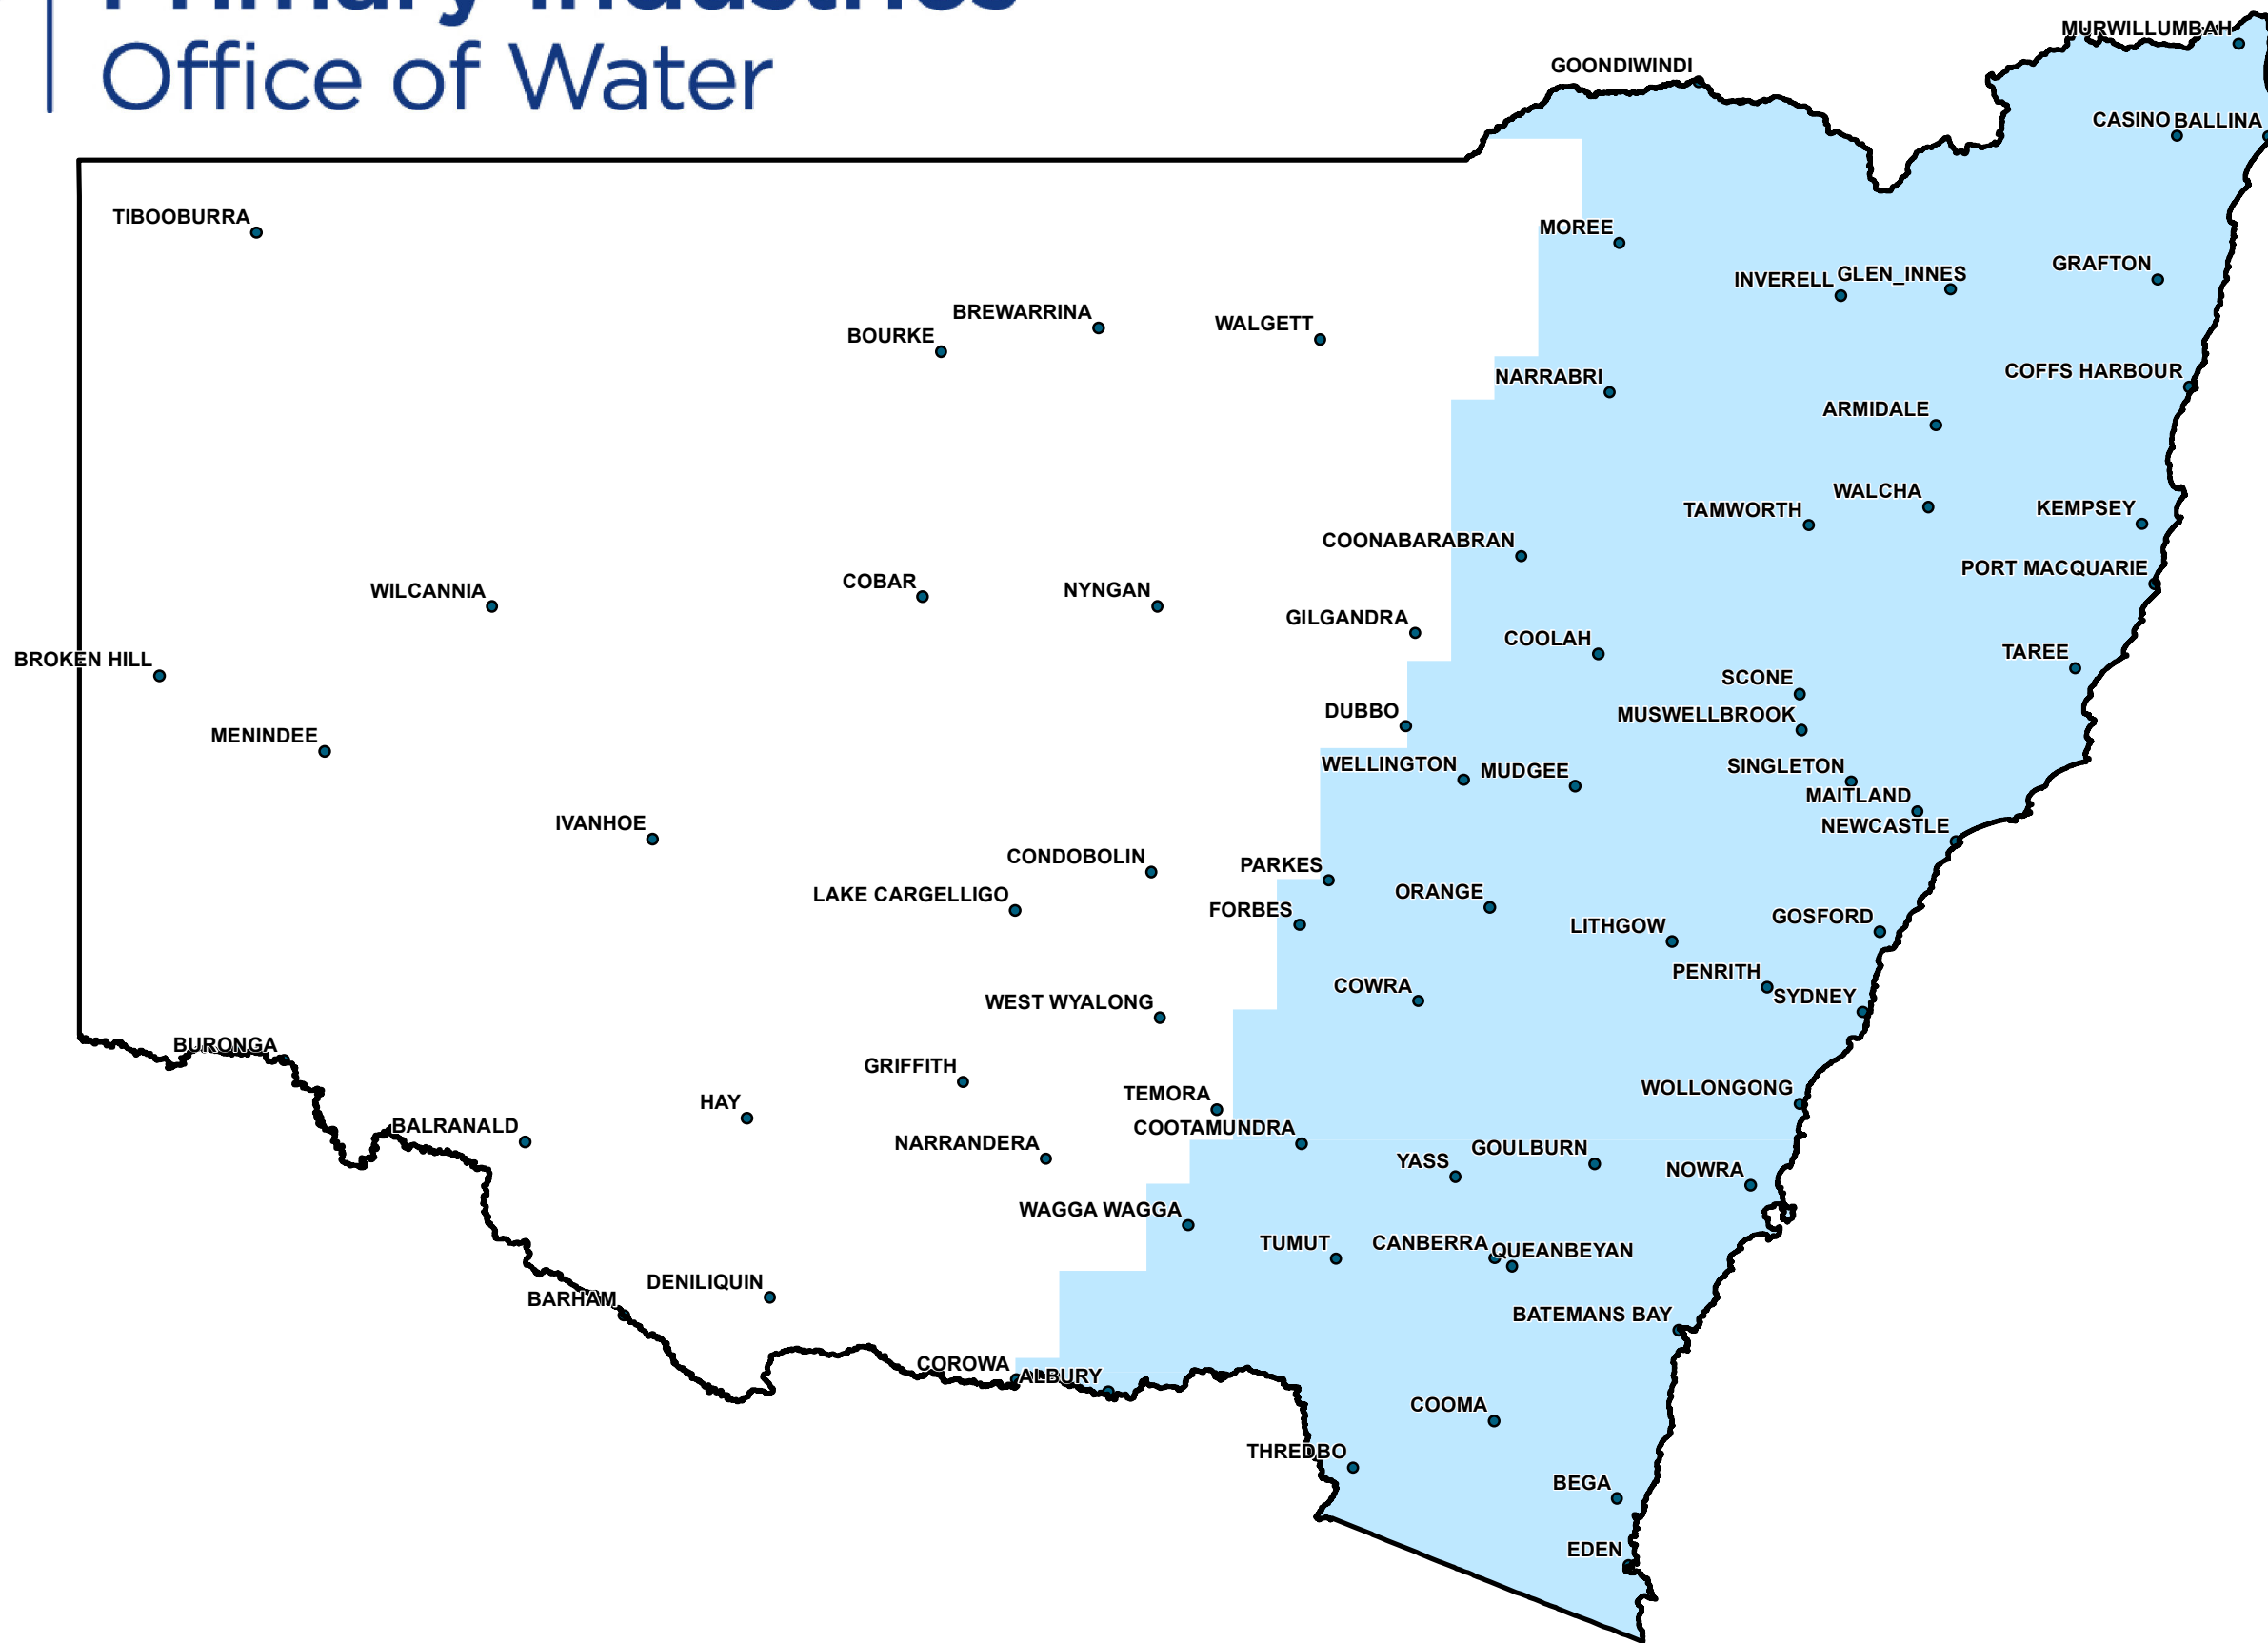 Primary Industries
Office of Water
MURWILLUMBAH
GOONDIWINDI
CASINO
BALLINA
TIBOOBURRA
MOREE
GRAFTON
INVERELL
GLEN_INNES
BREWARRINA
WALGETT
BOURKE
COFFS HARBOUR
NARRABRI
ARMIDALE
WALCHA
TAMWORTH
KEMPSEY
COONABARABRAN
PORT MACQUARIE
COBAR
NYNGAN
WILCANNIA
GILGANDRA
COOLAH
TAREE
BROKEN HILL
SCONE
DUBBO
MUSWELLBROOK
MENINDEE
WELLINGTON
MUDGEE
SINGLETON
MAITLAND
IVANHOE
NEWCASTLE
CONDOBOLIN
PARKES
LAKE CARGELLIGO
ORANGE
FORBES
GOSFORD
LITHGOW
PENRITH
COWRA
SYDNEY
WEST WYALONG
BURONGA
GRIFFITH
WOLLONGONG
TEMORA
HAY
BALRANALD
COOTAMUNDRA
NARRANDERA
GOULBURN
YASS
NOWRA
WAGGA WAGGA
TUMUT
CANBERRA
QUEANBEYAN
DENILIQUIN
BARHAM
BATEMANS BAY
COROWA
ALBURY
COOMA
THREDBO
BEGA
EDEN